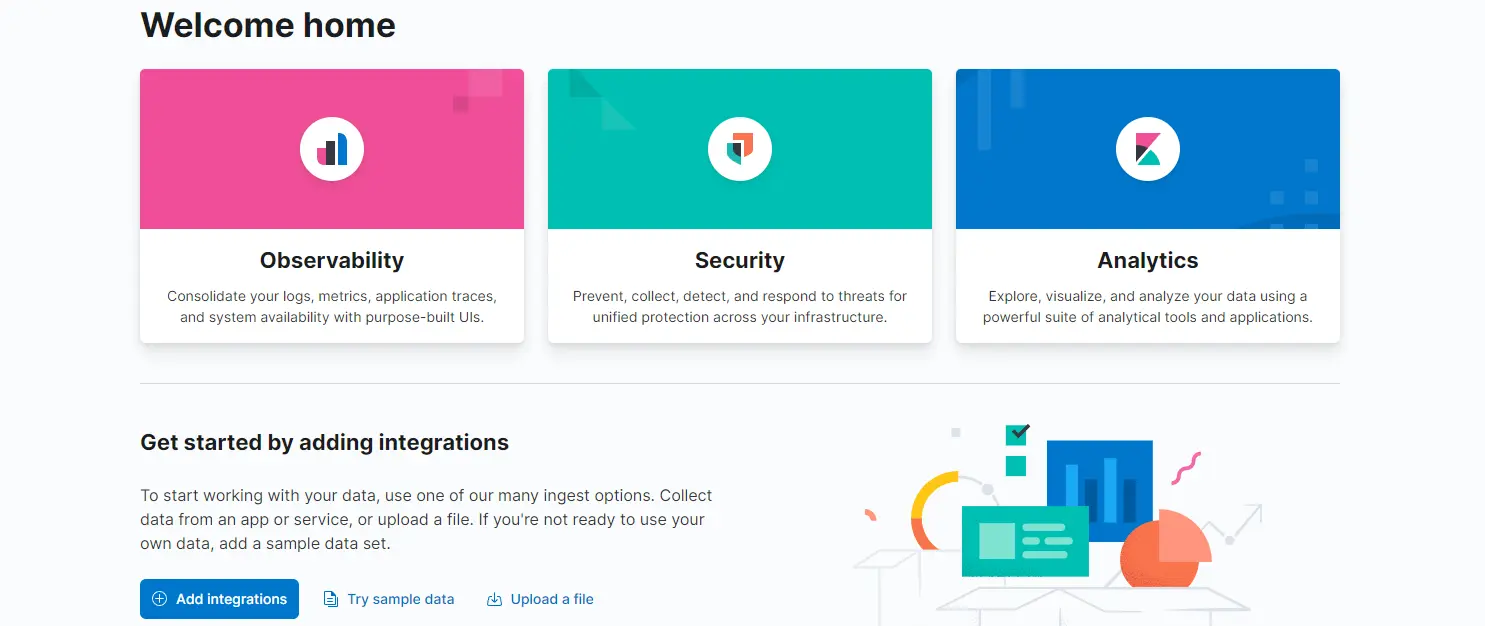 Welcome home
Observability
Consolidate your logs, metrics, application traces,
and system availability with purpose-built UIs.
Security
Prevent, collect, detect, and respond to threats for
unified protection across your infrastructure.
Analytics
Explore, visualize, and analyze your data using a
powerful suite of analytical tools and applications.
Get started by adding integrations
To start working with your data, use one of our many ingest options. Collect
data from an app or service, or upload a file. If you're not ready to use your
own data, add a sample data set.
Add integrations Try sample data Upload a file